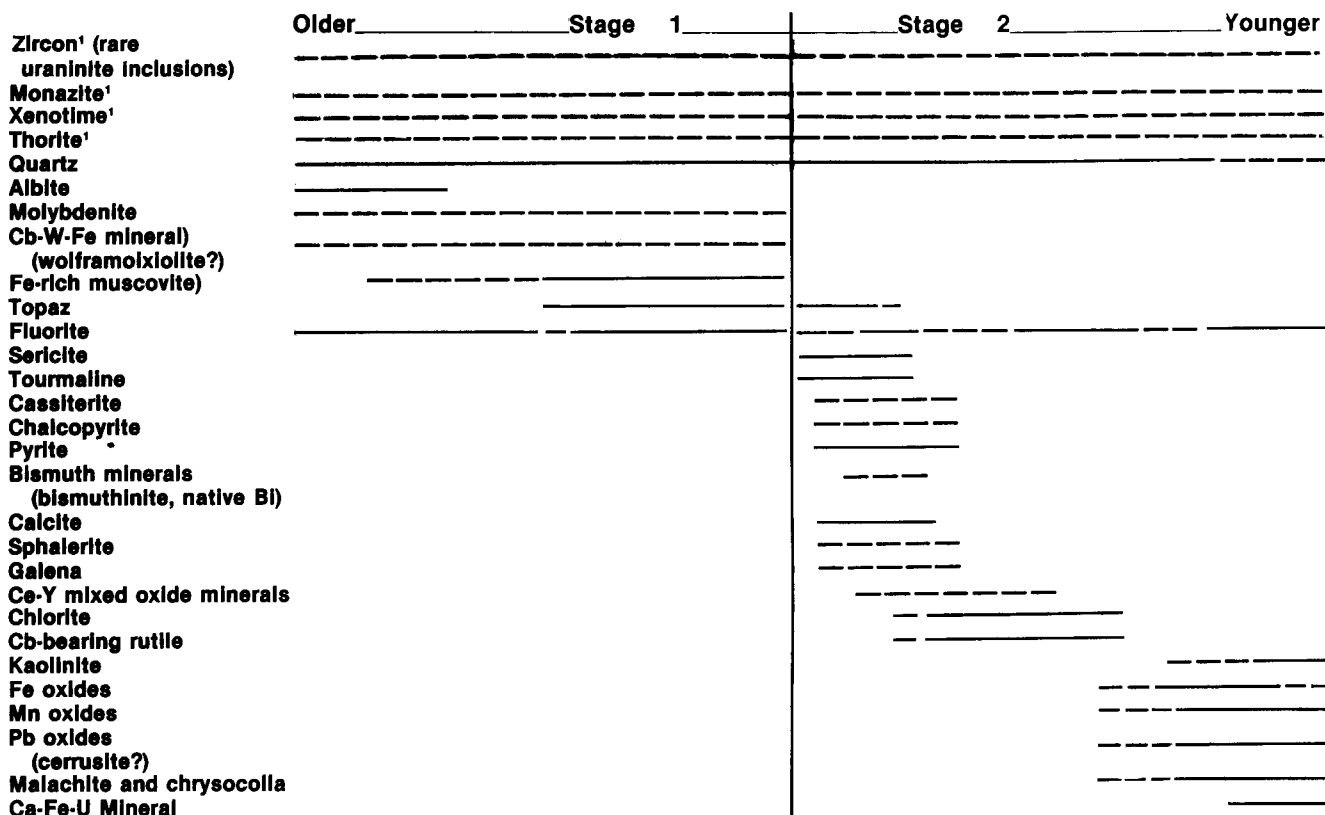 Older Stage 1 Stage 2 Younger
Zircon¹ (rare
uraninite inclusions)
Monazite¹
Xenotime¹
Thorite¹
Quartz
Albite
Molybdenite
Cb-W-Fe mineral)
(wolframoixiolite?)
Fe-rich muscovite)
Topaz
Fluorite
Sericite
Tourmaline
Cassiterite
Chalcopyrite
Pyrite
Bismuth minerals
(bismuthinite, native Bi)
Calcite
Sphalerite
Galena
Ce-Y mixed oxide minerals
Chlorite
Cb-bearing rutile
Kaolinite
Fe oxides
Mn oxides
Pb oxides
(cerrusite?)
Malachite and chrysocolla
Ca-Fe-U Mineral